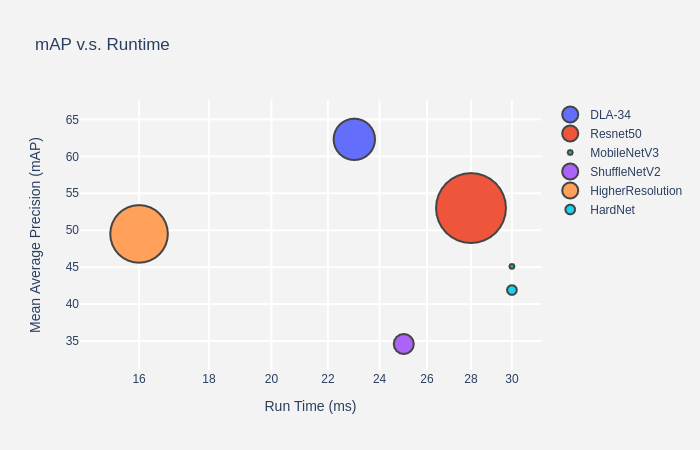 mAP v.s. Runtime
DLA-34
Resnet50
MobileNetV3
ShuffleNetV2
HigherResolution
HardNet
Mean Average Precision (mAP)
65
60
55
50
45
40
35
16 18 20 22 24 26 28 30
Run Time (ms)